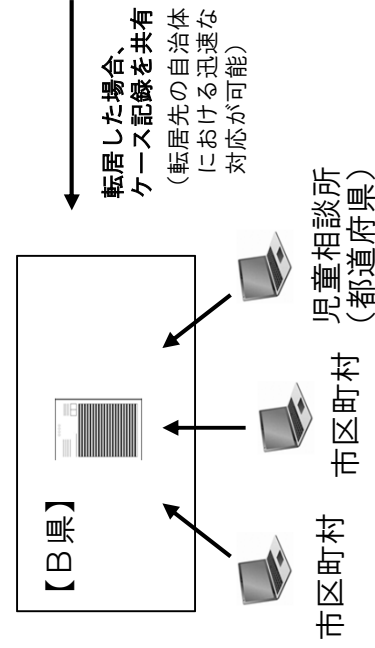 転居した場合、
ケース記録を共有
（転居先の自治体
における迅速な
対応が可能）
【B県】
市区町村
市区町村
児童相談所
（都道府県）